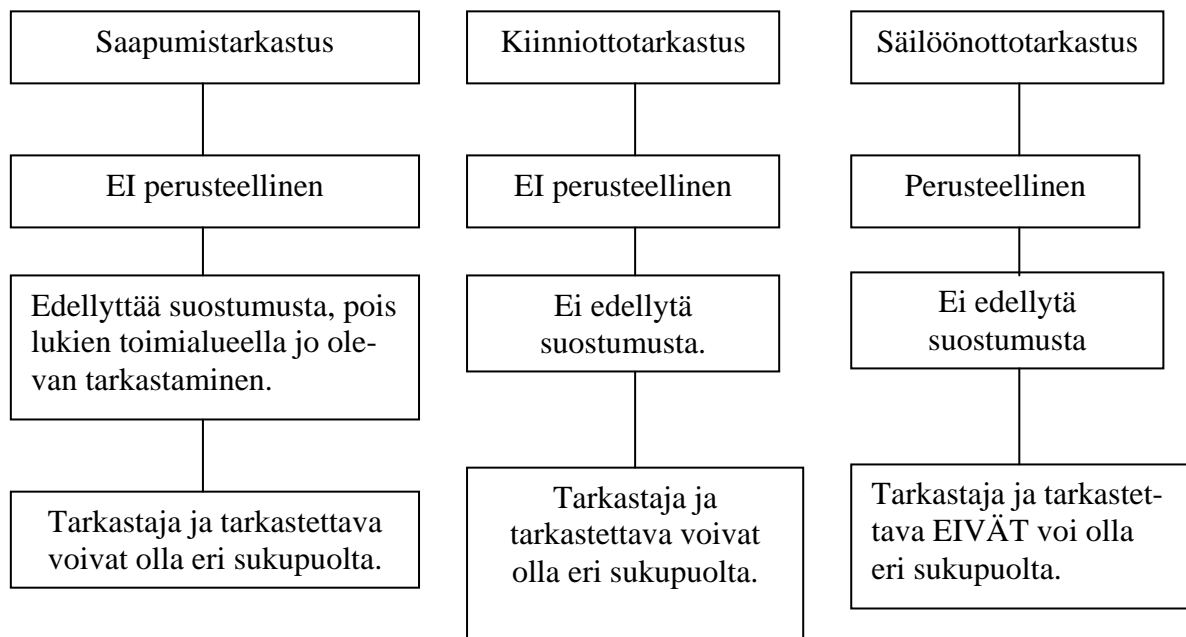 Saapumistarkastus
EI perusteellinen
Edellyttää suostumusta, pois
lukien toimialueella jo ole-
van tarkastaminen.
Tarkastaja ja tarkastettava
voivat olla eri sukupuolta.
Kiinniottotarkastus
EI perusteellinen
Ei edellytä
suostumusta.
Tarkastaja ja
tarkastettava voivat
olla eri sukupuolta.
Säilöönottotarkastus
Perusteellinen
Ei edellytä
suostumusta
Tarkastaja ja tarkastet-
tava EIVÄT voi olla
eri sukupuolta.